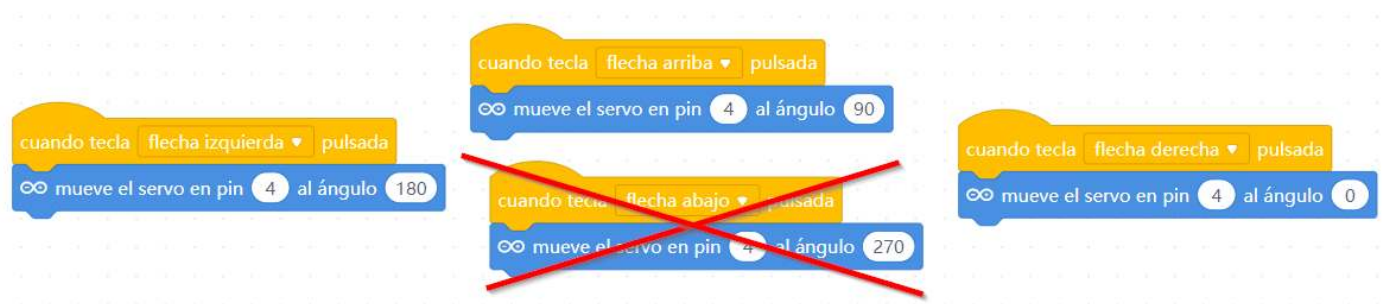 cuando tecla flecha izquierda pulsada
mueve el servo en pin 4 al ángulo 180
cuando tecla flecha arriba pulsada
mueve el servo en pin 4 al ángulo 90
cuando tecla flecha abajo pulsada
mueve el servo en pin 4 al ángulo 270
cuando tecla flecha derecha pulsada
mueve el servo en pin 4 al ángulo 0